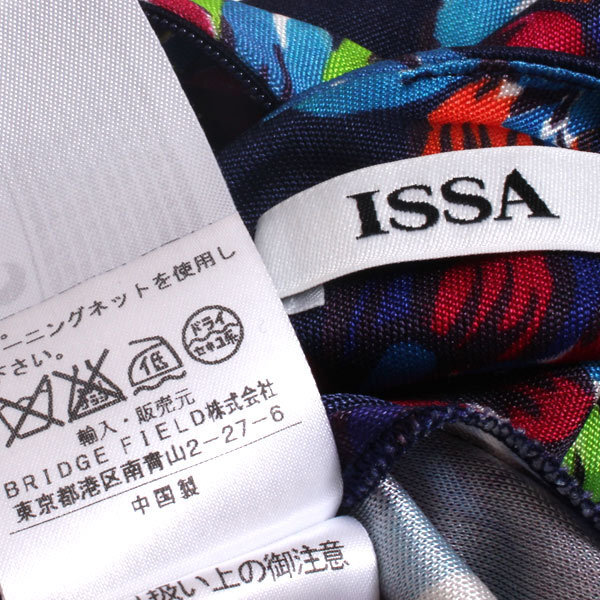 ISSA
ーニングネットを使用し
下さい。
低
ドライ
セキユ系
輸入・販売元
BRIDGE FIELD株式会社
東京都港区南青山2-27-6
中国製
扱い上の御注意